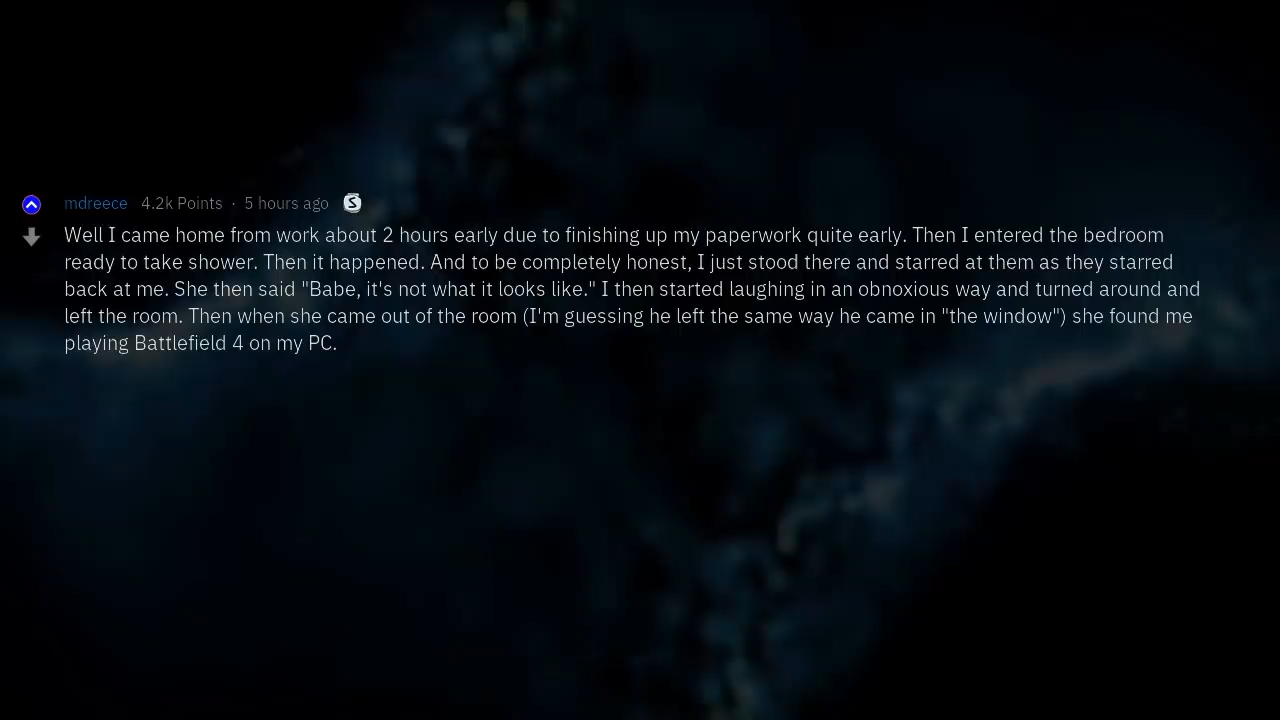 mdreece 4.2k Points · 5 hours ago
Well I came home from work about 2 hours early due to finishing up my paperwork quite early. Then I entered the bedroom
ready to take shower. Then it happened. And to be completely honest, I just stood there and starred at them as they starred
back at me. She then said "Babe, it's not what it looks like." I then started laughing in an obnoxious way and turned around and
left the room. Then when she came out of the room (I'm guessing he left the same way he came in "the window") she found me
playing Battlefield 4 on my PC.